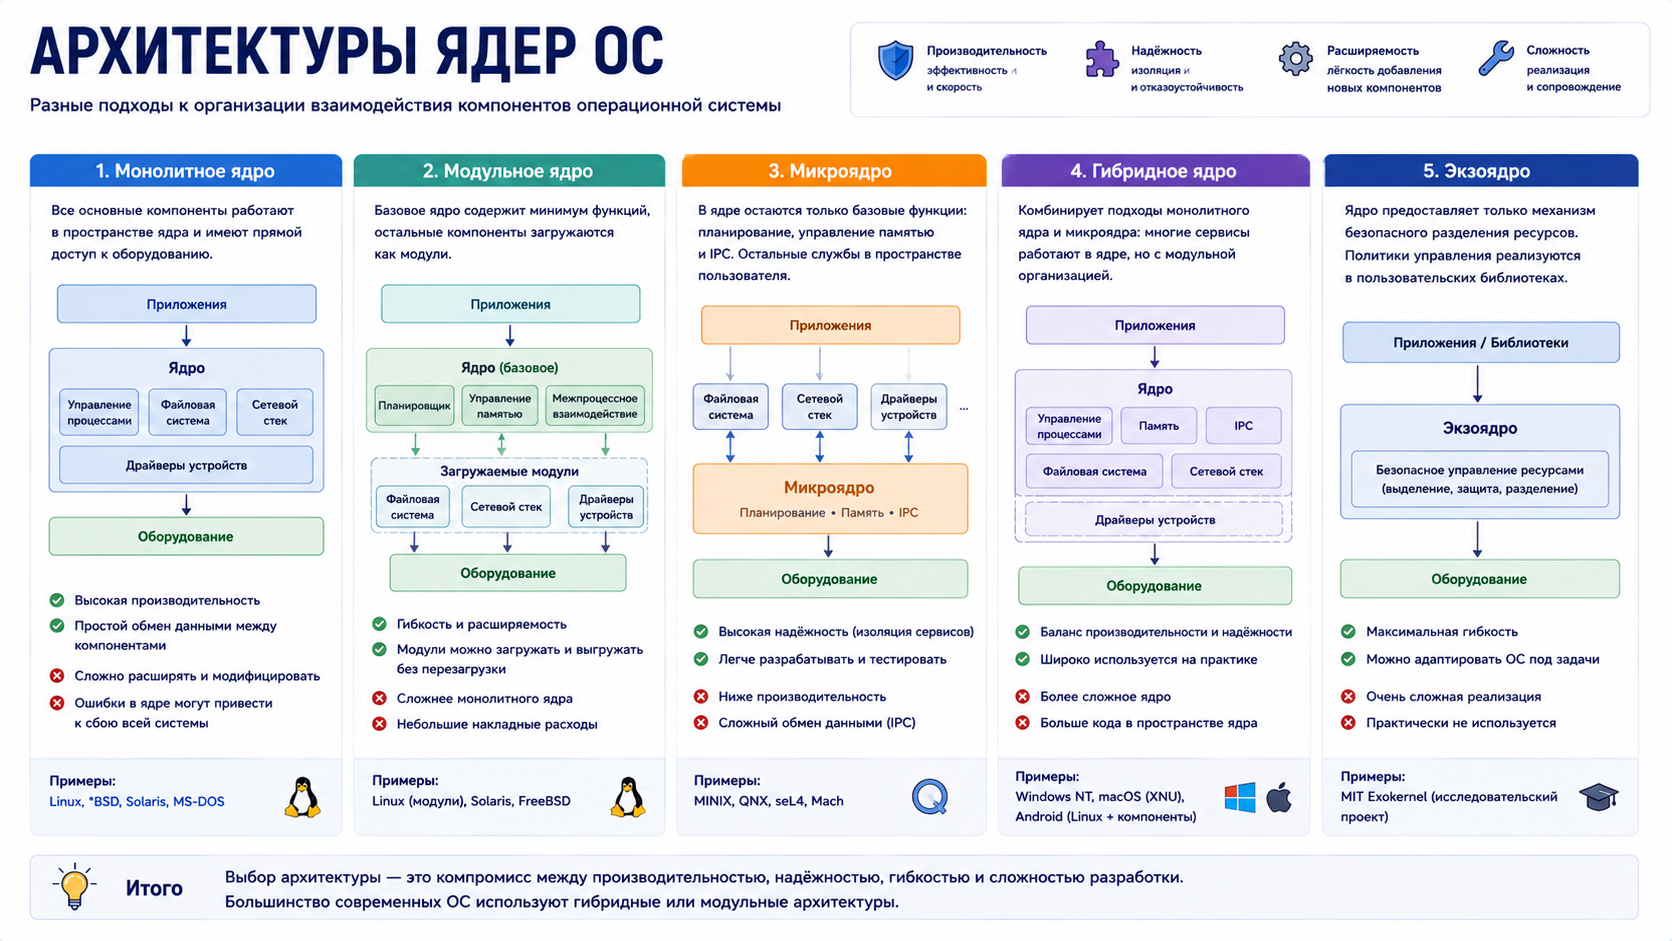 АРХИТЕКТУРЫ ЯДЕР ОС
Разные подходы к организации взаимодействия компонентов операционной системы
Производительность
эффективность и
и скорость
Надёжность
изоляция и
и отказоустойчивость
Расширяемость
лёгкость добавления
новых компонентов
Сложность
реализация
и сопровождение
1. Монолитное ядро
Все основные компоненты работают
в пространстве ядра и имеют прямой
доступ к оборудованию.
Приложения
Ядро
Управление
процессами
Файловая
система
Сетевой
стек
Драйверы устройств
Оборудование
Высокая производительность
Простой обмен данными между
компонентами
Сложно расширять и модифицировать
Ошибки в ядре могут привести
к сбою всей системы
Примеры:
Linux, *BSD, Solaris, MS-DOS
2. Модульное ядро
Базовое ядро содержит минимум функций,
остальные компоненты загружаются
как модули.
Приложения
Ядро (базовое)
Планировщик
Управление
памятью
Межпроцессное
взаимодействие
Загружаемые модули
Файловая
система
Сетевой стек
Драйверы
устройств
Оборудование
Гибкость и расширяемость
Модули можно загружать и выгружать
без перезагрузки
Сложнее монолитного ядра
Небольшие накладные расходы
Примеры:
Linux (модули), Solaris, FreeBSD
3. Микроядро
В ядре остаются только базовые функции:
планирование, управление памятью
и IPC. Остальные службы в пространстве
пользователя.
Приложения
Файловая
система
Сетевой
стек
Драйверы
устройств
...
Микроядро
Планирование • Память • IPC
Оборудование
Высокая надёжность (изоляция сервисов)
Легче разрабатывать и тестировать
Ниже производительность
Сложный обмен данными (IPC)
Примеры:
MINIX, QNX, seL4, Mach
4. Гибридное ядро
Комбинирует подходы монолитного
ядра и микроядра: многие сервисы
работают в ядре, но с модульной
организацией.
Приложения
Ядро
Управление
процессами
Память
IPC
Файловая система
Сетевой стек
Драйверы устройств
Оборудование
Баланс производительности и надёжности
Широко используется на практике
Более сложное ядро
Больше кода в пространстве ядра
Примеры:
Windows NT, macOS (XNU),
Android (Linux + компоненты)
5. Экзоядро
Ядро предоставляет только механизм
безопасного разделения ресурсов.
Политики управления реализуются
в пользовательских библиотеках.
Приложения / Библиотеки
Экзоядро
Безопасное управление ресурсами
(выделение, защита, разделение)
Оборудование
Максимальная гибкость
Можно адаптировать ОС под задачи
Очень сложная реализация
Практически не используется
Примеры:
MIT Exokernel (исследовательский
проект)
Итого
Выбор архитектуры — это компромисс между производительностью, надёжностью, гибкостью и сложностью разработки.
Большинство современных ОС используют гибридные или модульные архитектуры.